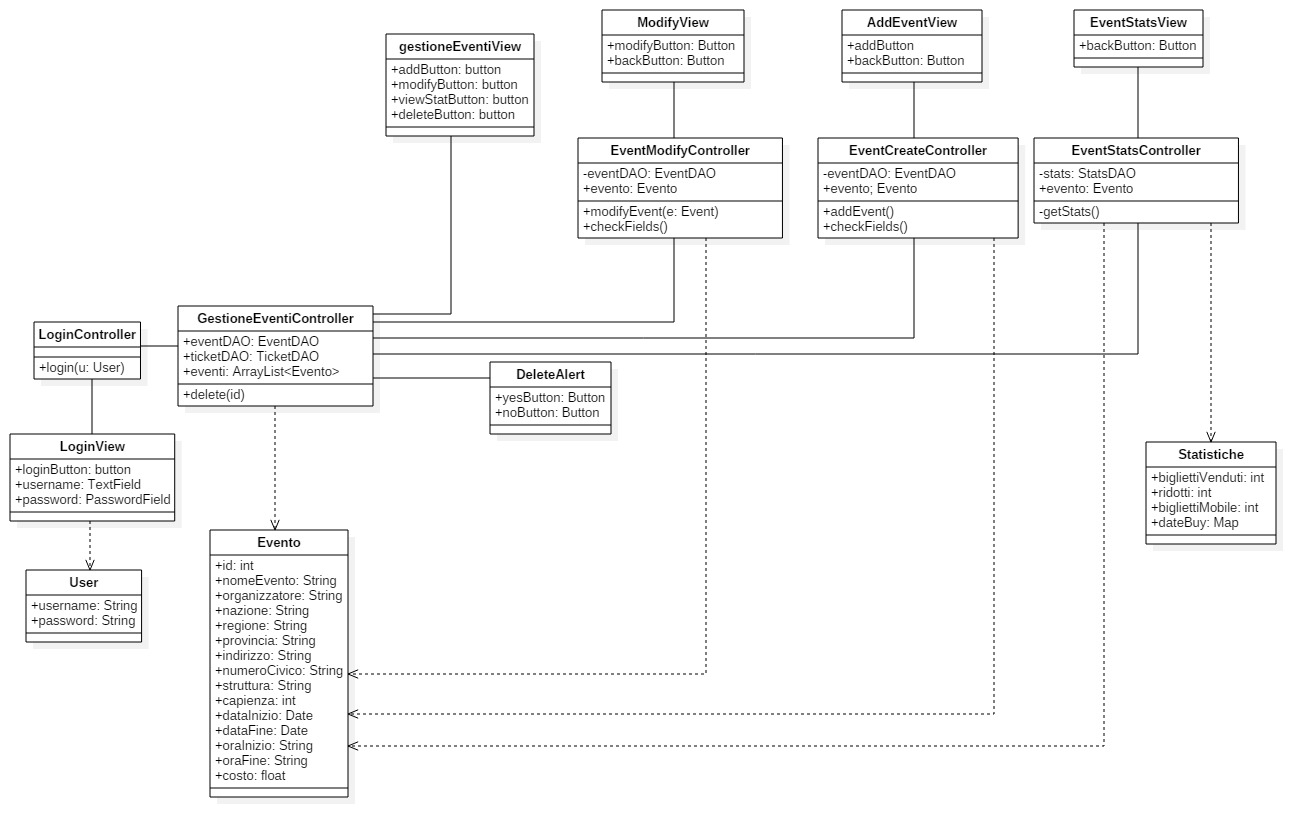 gestioneEventiView
+addButton: button
+modifyButton: button
+viewStatButton: button
+deleteButton: button
ModifyView
+modifyButton: Button
+backButton: Button
AddEventView
+addButton
+backButton: Button
EventStatsView
+backButton: Button
EventModifyController
-eventDAO: EventDAO
+evento: Evento
+modifyEvent(e: Event)
+checkFields()
EventCreateController
-eventDAO: EventDAO
+evento; Evento
+addEvent()
+checkFields()
EventStatsController
-stats: StatsDAO
+evento: Evento
-getStats()
LoginController
+login(u: User)
GestioneEventiController
+eventDAO: EventDAO
+ticketDAO: TicketDAO
+eventi: ArrayList<Evento>
+delete(id)
DeleteAlert
+yesButton: Button
+noButton: Button
LoginView
+loginButton: button
+username: TextField
+password: PasswordField
Statistiche
+bigliettiVenduti: int
+ridotti: int
+bigliettiMobile: int
+dateBuy: Map
User
+username: String
+password: String
Evento
+id: int
+nomeEvento: String
+organizzatore: String
+nazione: String
+regione: String
+provincia: String
+indirizzo: String
+numeroCivico: String
+struttura: String
+capienza: int
+dataInizio: Date
+dataFine: Date
+oraInizio: String
+oraFine: String
+costo: float